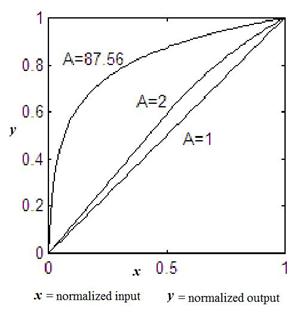 1
A=87.56
0.8
0.6
y
A=2
0.4
A=1
0.2
0
0
x
0.5
1
x = normalized input y = normalized output